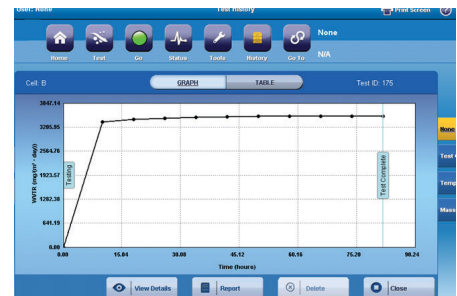 User: None
Test History
Print Screen
Home
Test
Go
Status
Tools
History
Go To
None
N/A
Cell: B
GRAPH
TABLE
Test ID: 175
WVTR (mg/(m² · day))
3847.14
3205.95
2564.76
1923.57
1282.38
641.19
0.00
Testing
Test Complete
0.00
15.04
30.08
45.12
60.16
75.20
90.24
Time (hours)
None
Test
Temp
Mass
View Details
Report
Delete
Close